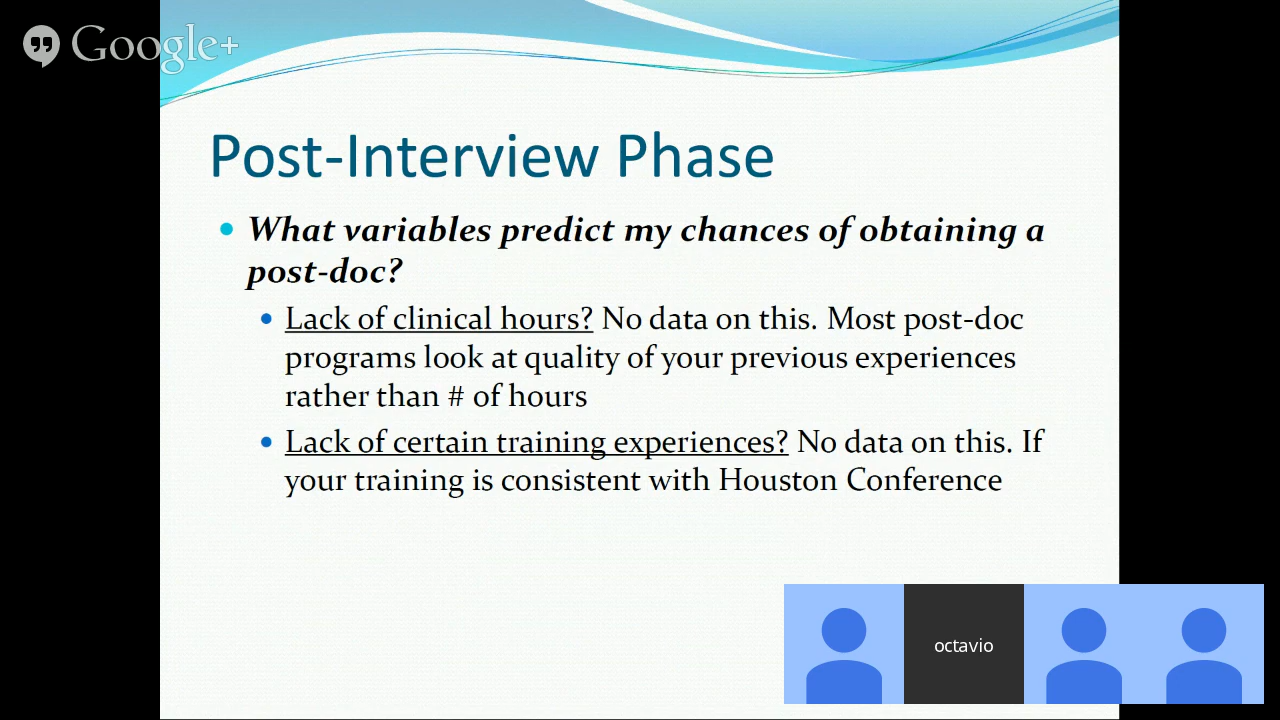 Google+
Post-Interview Phase
What variables predict my chances of obtaining a
post-doc?
Lack of clinical hours? No data on this. Most post-doc
programs look at quality of your previous experiences
rather than # of hours
Lack of certain training experiences? No data on this. If
your training is consistent with Houston Conference
octavio